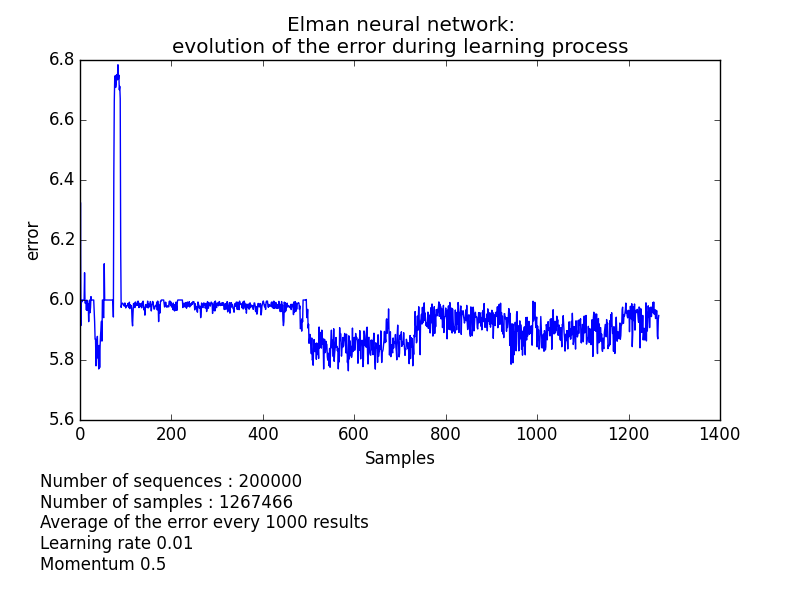 Elman neural network:
evolution of the error during learning process
6.8
6.6
6.4
6.2
6.0
5.8
5.6
error
0 200 400 600 800 1000 1200 1400
Samples
Number of sequences : 200000
Number of samples : 1267466
Average of the error every 1000 results
Learning rate 0.01
Momentum 0.5